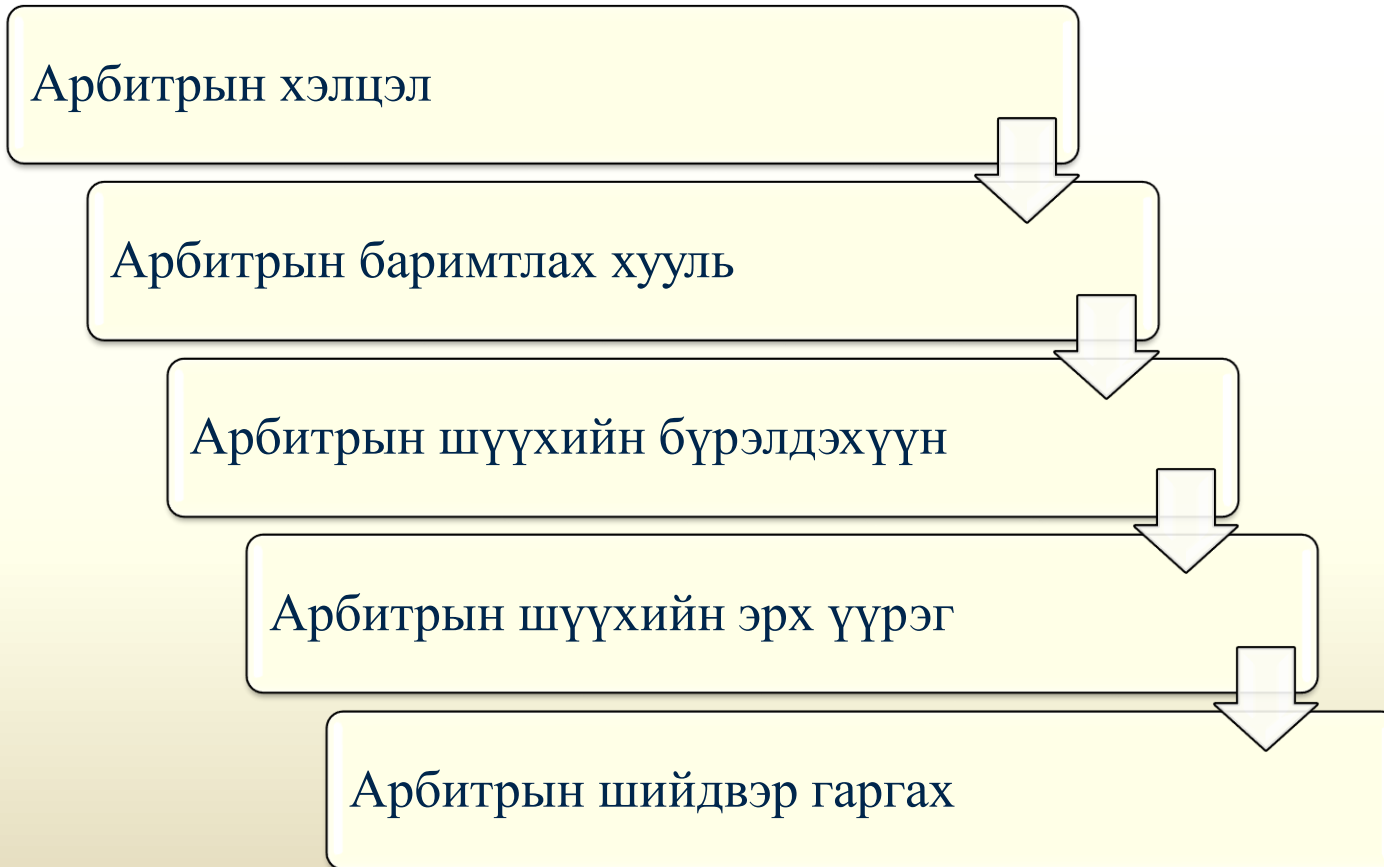 Арбитрын хэлцэл
Арбитрын баримтлах хууль
Арбитрын шүүхийн бүрэлдэхүүн
Арбитрын шүүхийн эрх үүрэг
Арбитрын шийдвэр гаргах